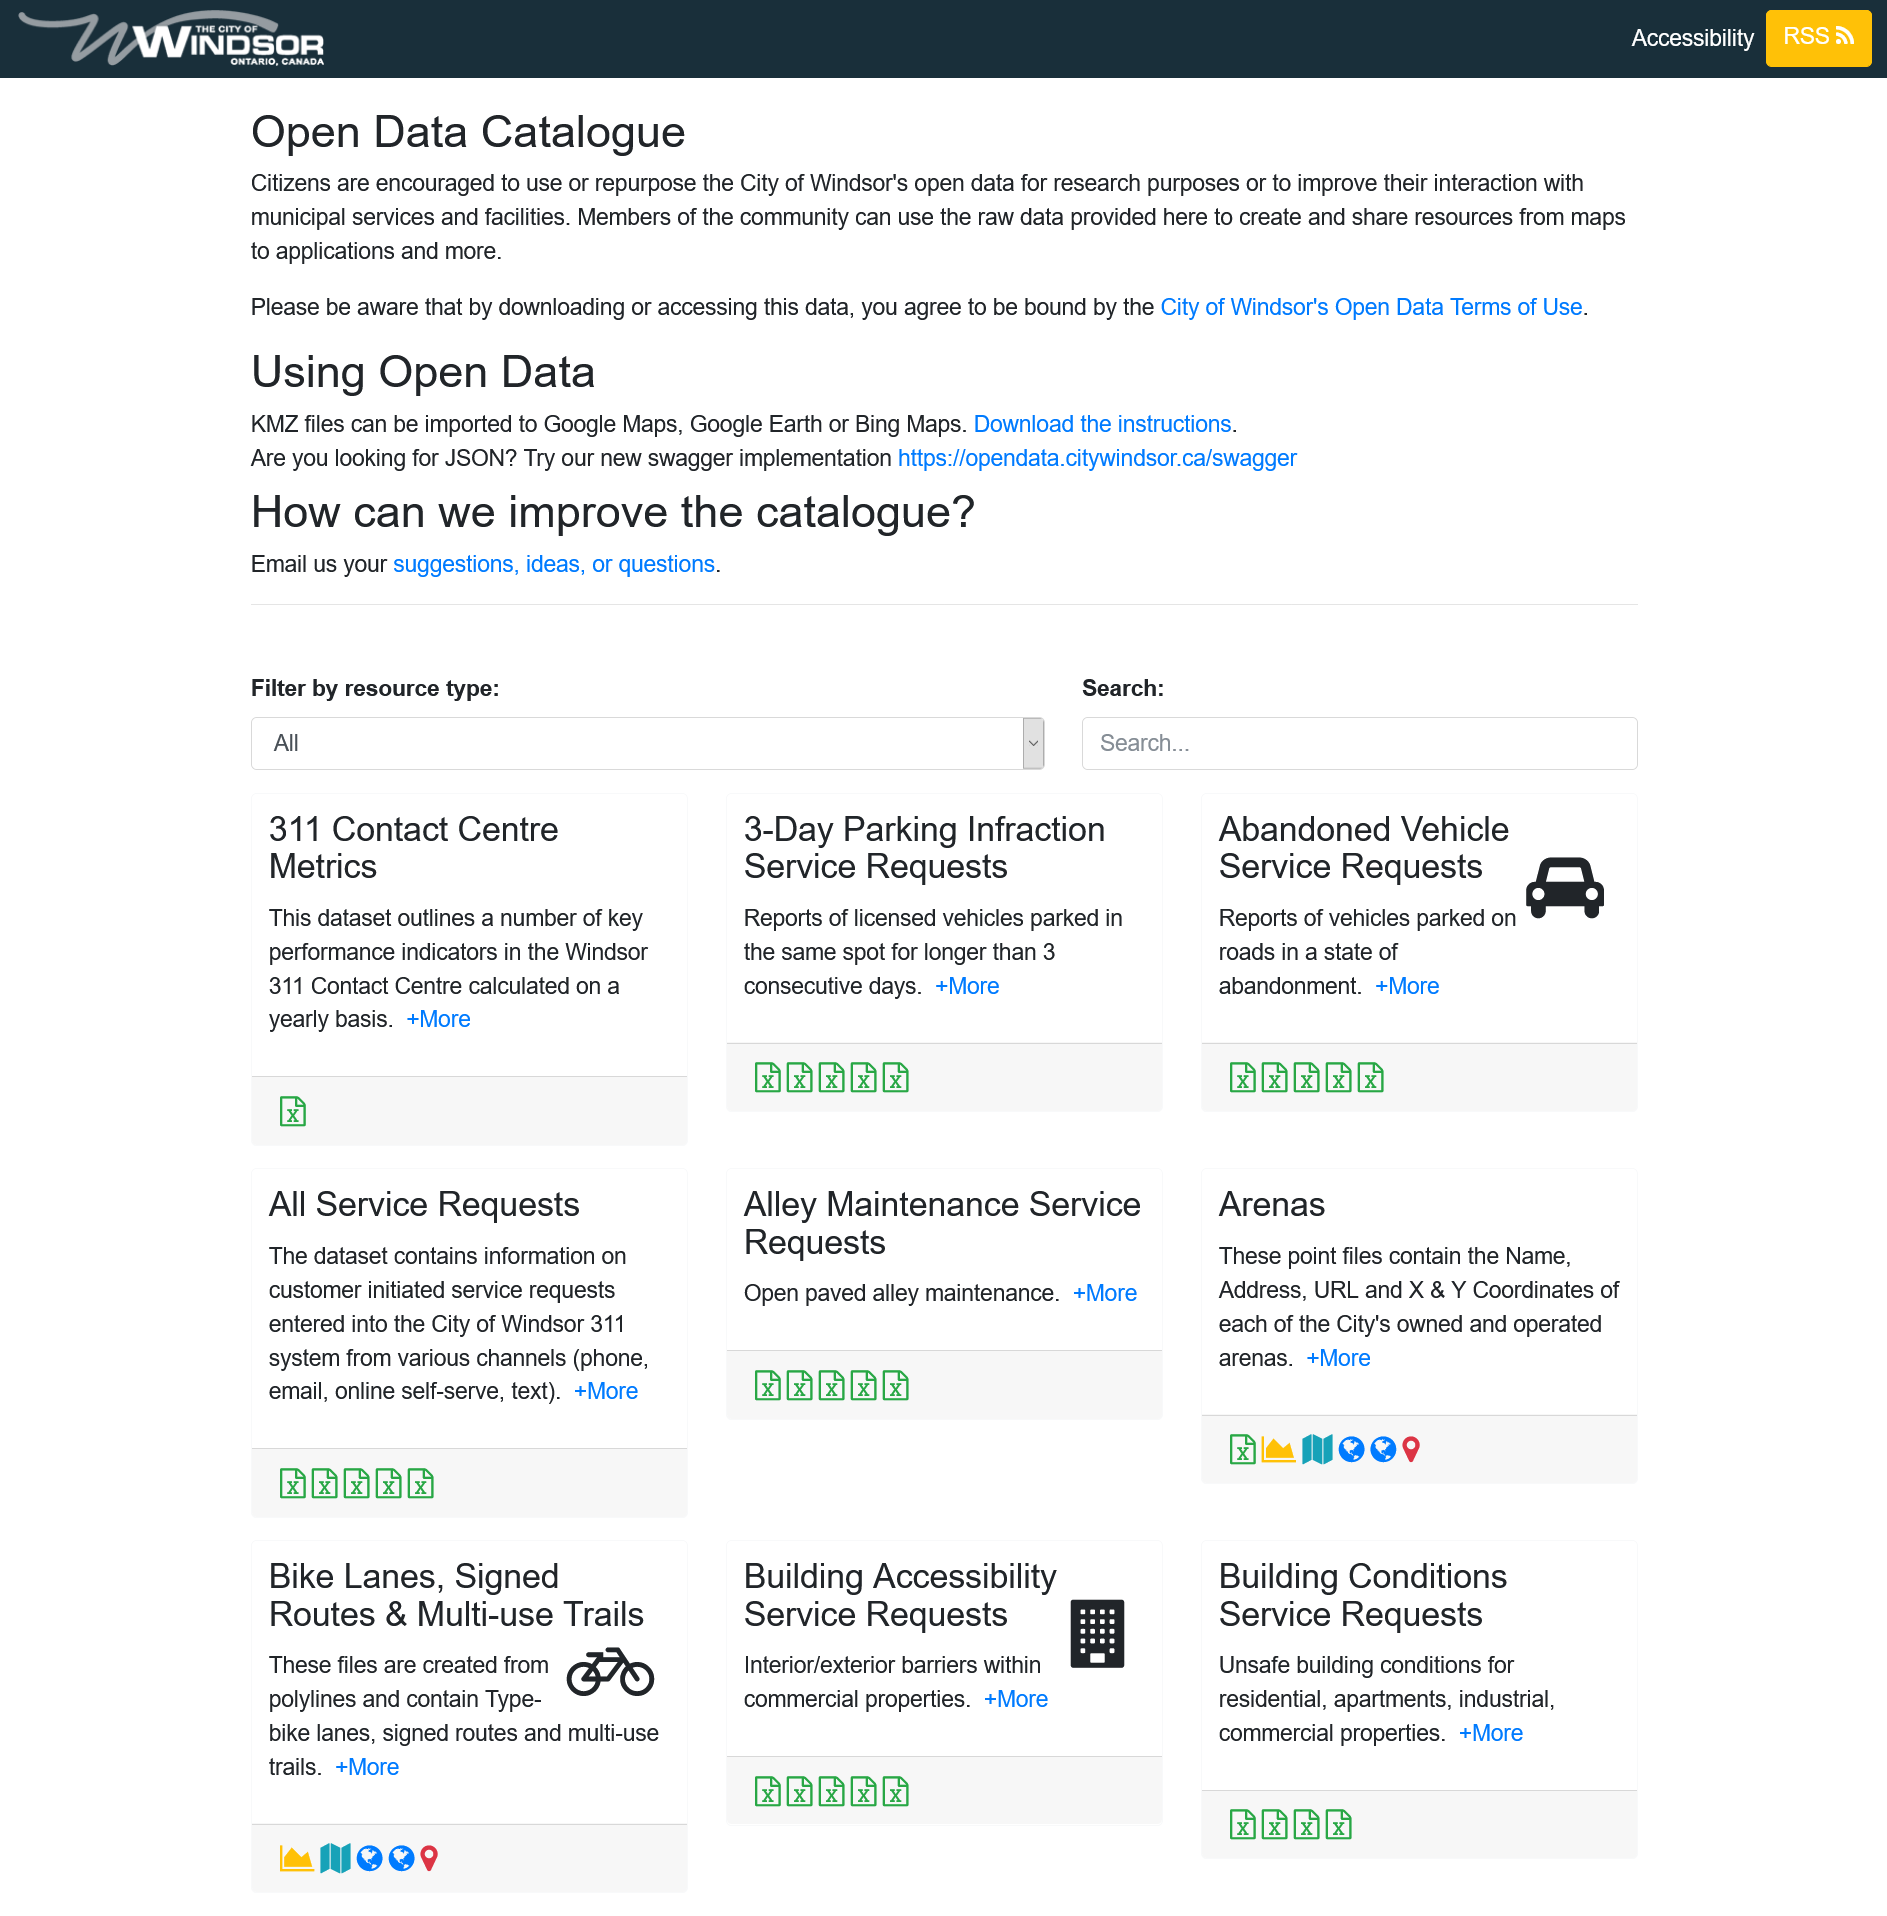 THE CITY OF
WINDSOR
ONTARIO, CANADA
Accessibility
RSS
Open Data Catalogue
Citizens are encouraged to use or repurpose the City of Windsor's open data for research purposes or to improve their interaction with
municipal services and facilities. Members of the community can use the raw data provided here to create and share resources from maps
to applications and more.
Please be aware that by downloading or accessing this data, you agree to be bound by the City of Windsor's Open Data Terms of Use.
Using Open Data
KMZ files can be imported to Google Maps, Google Earth or Bing Maps. Download the instructions.
Are you looking for JSON? Try our new swagger implementation https://opendata.citywindsor.ca/swagger
How can we improve the catalogue?
Email us your suggestions, ideas, or questions.
Filter by resource type:
All
Search:
Search...
311 Contact Centre
Metrics
This dataset outlines a number of key
performance indicators in the Windsor
311 Contact Centre calculated on a
yearly basis. +More
3-Day Parking Infraction
Service Requests
Reports of licensed vehicles parked in
the same spot for longer than 3
consecutive days. +More
Abandoned Vehicle
Service Requests
Reports of vehicles parked on
roads in a state of
abandonment. +More
All Service Requests
The dataset contains information on
customer initiated service requests
entered into the City of Windsor 311
system from various channels (phone,
email, online self-serve, text). +More
Alley Maintenance Service
Requests
Open paved alley maintenance. +More
Arenas
These point files contain the Name,
Address, URL and X & Y Coordinates of
each of the City's owned and operated
arenas. +More
Bike Lanes, Signed
Routes & Multi-use Trails
These files are created from
polylines and contain Type-
bike lanes, signed routes and multi-use
trails. +More
Building Accessibility
Service Requests
Interior/exterior barriers within
commercial properties. +More
Building Conditions
Service Requests
Unsafe building conditions for
residential, apartments, industrial,
commercial properties. +More